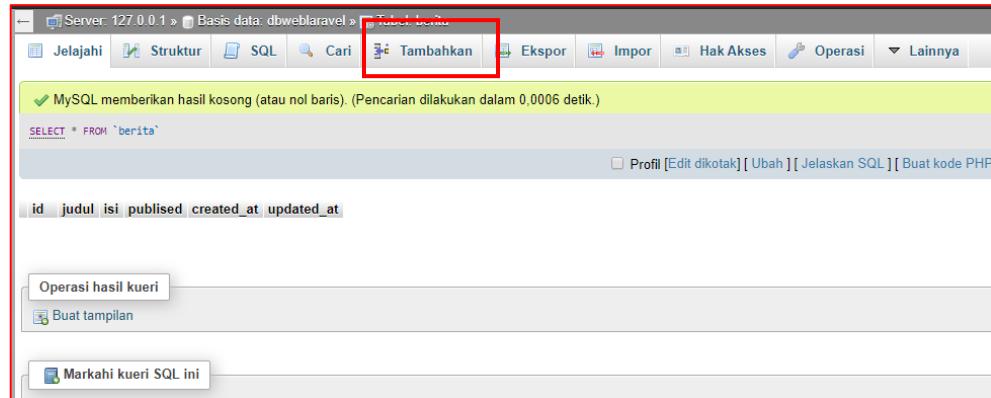 ← Server: 127.0.0.1 » Basis data: dbweblaravel » Tabel: berita
Jelajahi Struktur SQL Cari Tambahkan Ekspor Impor Hak Akses Operasi Lainnya
MySQL memberikan hasil kosong (atau nol baris). (Pencarian dilakukan dalam 0,0006 detik.)
SELECT * FROM `berita`
Profil [Edit dikotak] [ Ubah ] [ Jelaskan SQL ] [ Buat kode PHP
id judul isi publised created_at updated_at
Operasi hasil kueri
Buat tampilan
Markahi kueri SQL ini